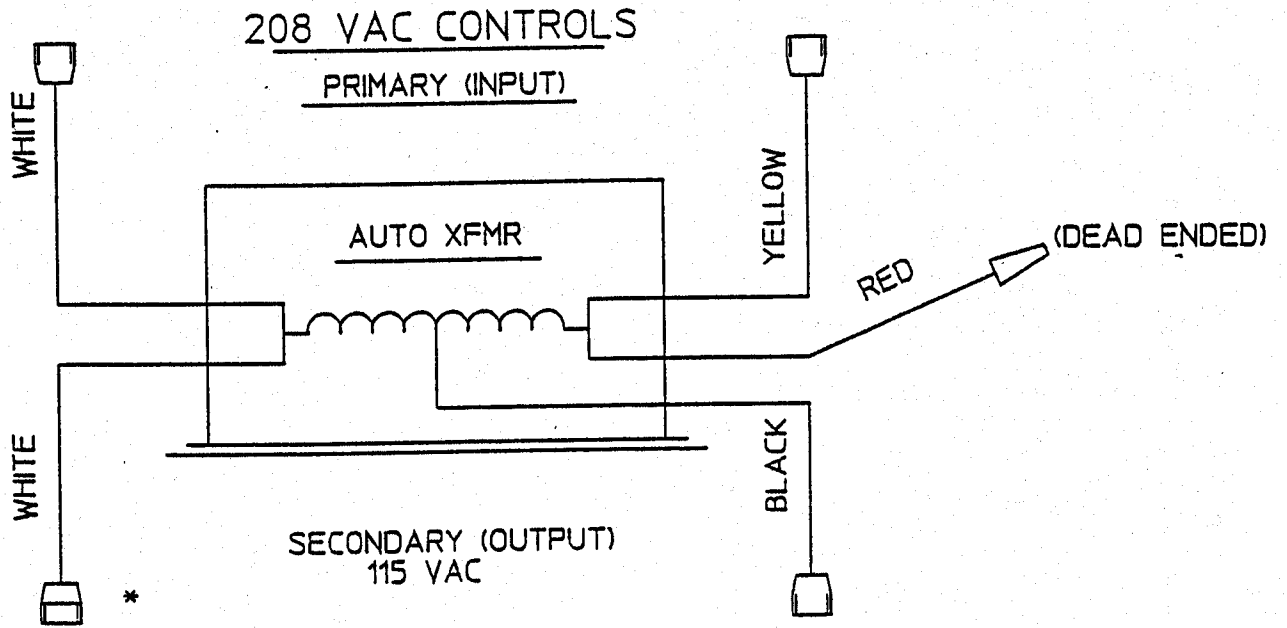 208 VAC CONTROLS
PRIMARY (INPUT)
WHITE
YELLOW
AUTO XFMR
(DEAD ENDED)
RED
WHITE
BLACK
SECONDARY (OUTPUT)
115 VAC
*